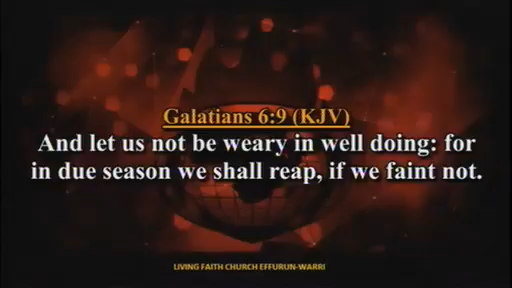 Galatians 6:9 (KJV)
And let us not be weary in well doing: for
in due season we shall reap, if we faint not.
LIVING FAITH CHURCH EFFURUN-WARRI